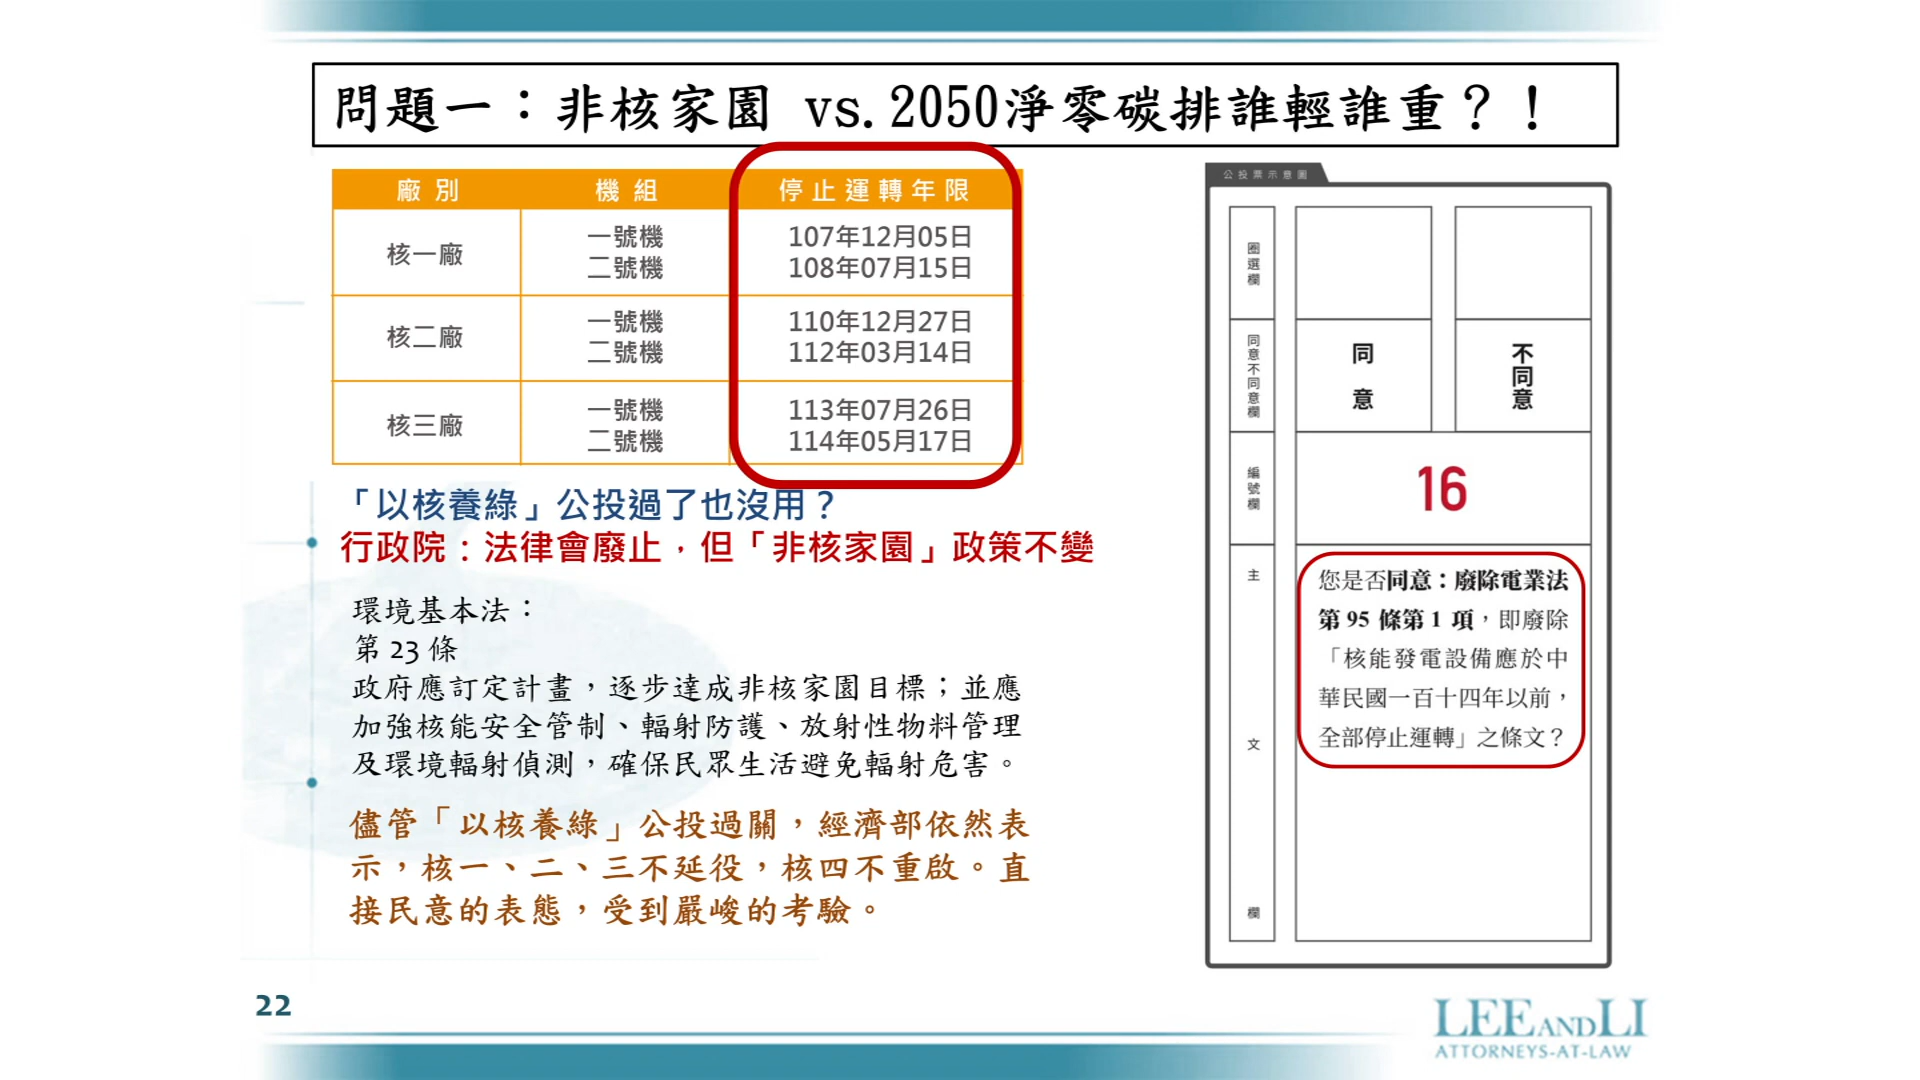 問題一：非核家園 vs.2050淨零碳排誰輕誰重？！
廠別 機組 停止運轉年限
核一廠 一號機 107年12月05日
二號機 108年07月15日
核二廠 一號機 110年12月27日
二號機 112年03月14日
核三廠 一號機 113年07月26日
二號機 114年05月17日
「以核養綠」公投過了也沒用？
行政院：法律會廢止，但「非核家園」政策不變
環境基本法：
第 23 條
政府應訂定計畫，逐步達成非核家園目標；並應
加強核能安全管制、輻射防護、放射性物料管理
及環境輻射偵測，確保民眾生活避免輻射危害。
儘管「以核養綠」公投過關，經濟部依然表
示，核一、二、三不延役，核四不重啟。直
接民意的表態，受到嚴峻的考驗。
公投票示意圖
圈選欄
同意不同意欄
同意
不同意
編號欄
16
主文欄
您是否同意：廢除電業法
第 95 條第 1 項，即廢除
「核能發電設備應於中
華民國一百十四年以前，
全部停止運轉」之條文？
22
LEE AND LI
ATTORNEYS-AT-LAW